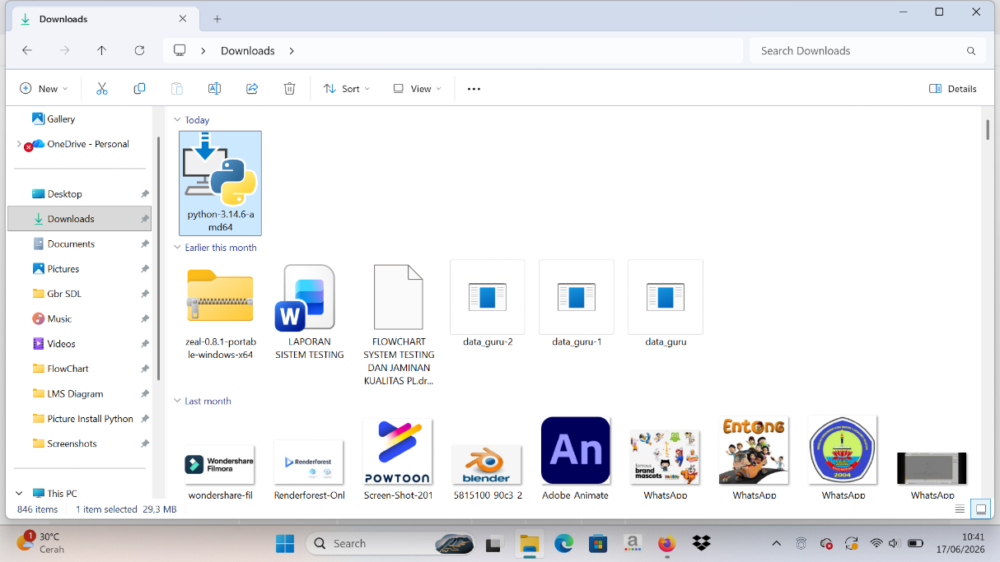 Downloads
Downloads
Search Downloads
New
Sort
View
Details
Gallery
OneDrive - Personal
Desktop
Downloads
Documents
Pictures
Gbr SDL
Music
Videos
FlowChart
LMS Diagram
Picture Install Python
Screenshots
This PC
Today
python-3.14.6-a
md64
Earlier this month
zeal-0.8.1-portab
le-windows-x64
W
LAPORAN
SISTEM TESTING
FLOWCHART
SYSTEM TESTING
DAN JAMINAN
KUALITAS PL.dr...
data_guru-2
data_guru-1
data_guru
Last month
Wondershare
Filmora
wondershare-fil
Renderforest
Renderforest-Onl
POWTOON
Screen-Shot-201
blender
5815100_90c3_2
An
Adobe Animate
famous
brand
mascots
WhatsApp
Entong
WhatsApp
2004
WhatsApp
WhatsApp
846 items
1 item selected 29,3 MB
1
30°C
Cerah
Search
a
10:41
17/06/2026